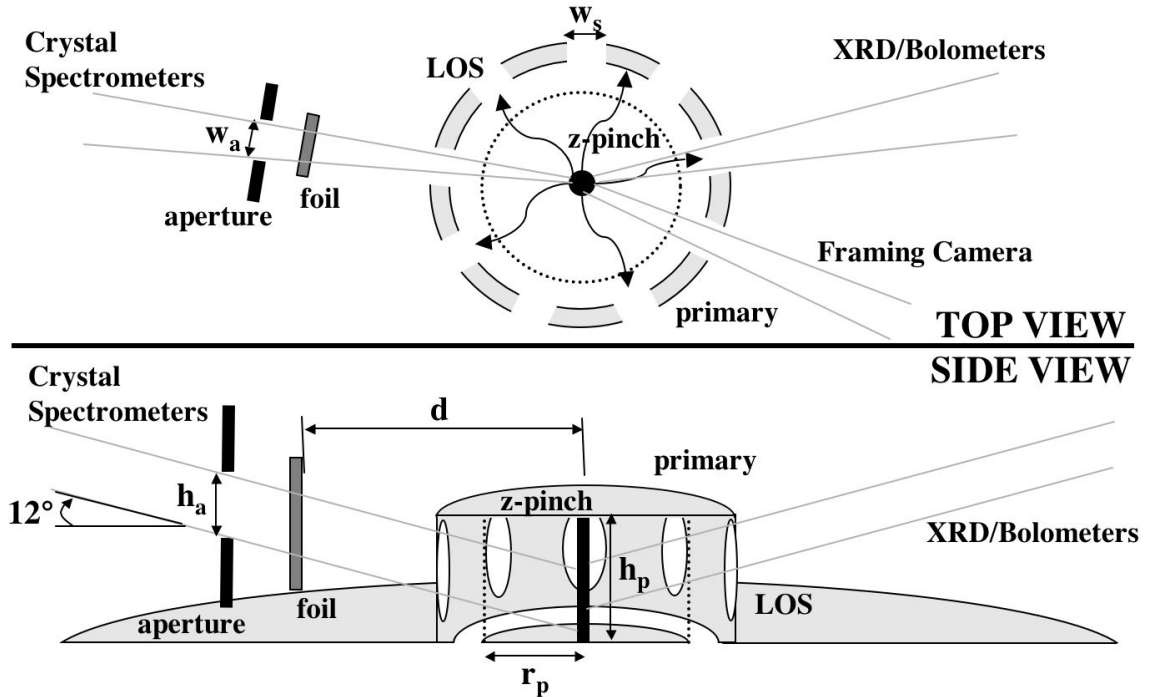 w_s
Crystal
Spectrometers
XRD/Bolometers
LOS
z-pinch
w_a
foil
aperture
Framing Camera
primary
TOP VIEW
SIDE VIEW
Crystal
Spectrometers
d
primary
z-pinch
h_a
12°
XRD/Bolometers
h_p
foil
LOS
aperture
r_p